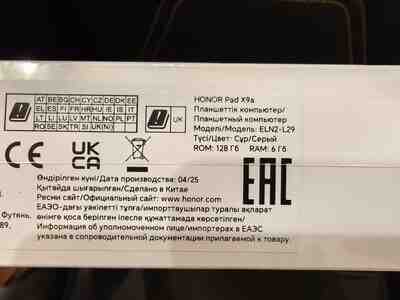 AT BE BG CH CY CZ DE DK EE
EL ES FI FR HR HU IE IS IT
LT LI LU LV MT NL NO PL PT
RO SE SK TR SI UK(NI)
UK
HONOR Pad X9a
Планшеттік компьютер/
Планшетный компьютер
Моделі/Модель: ELN2-L29
Түсі/Цвет: Сұр/Серый
ROM: 128 Гб RAM: 6 Гб
CE
UK
CA
EAC
Өндірілген күні/Дата производства: 04/25
Қытайда шығарылған/Сделано в Китае
Ресми сайт/Официальный сайт: www.honor.com
ЕАЭО-дағы уәкілетті тұлға/импорттаушылар туралы ақпарат
өнімге қоса берілген ілеспе құжаттамада көрсетілген/
Информация об уполномоченном лице/импортерах в ЕАЭС
указана в сопроводительной документации прилагаемой к товару.
Футянь,
89.